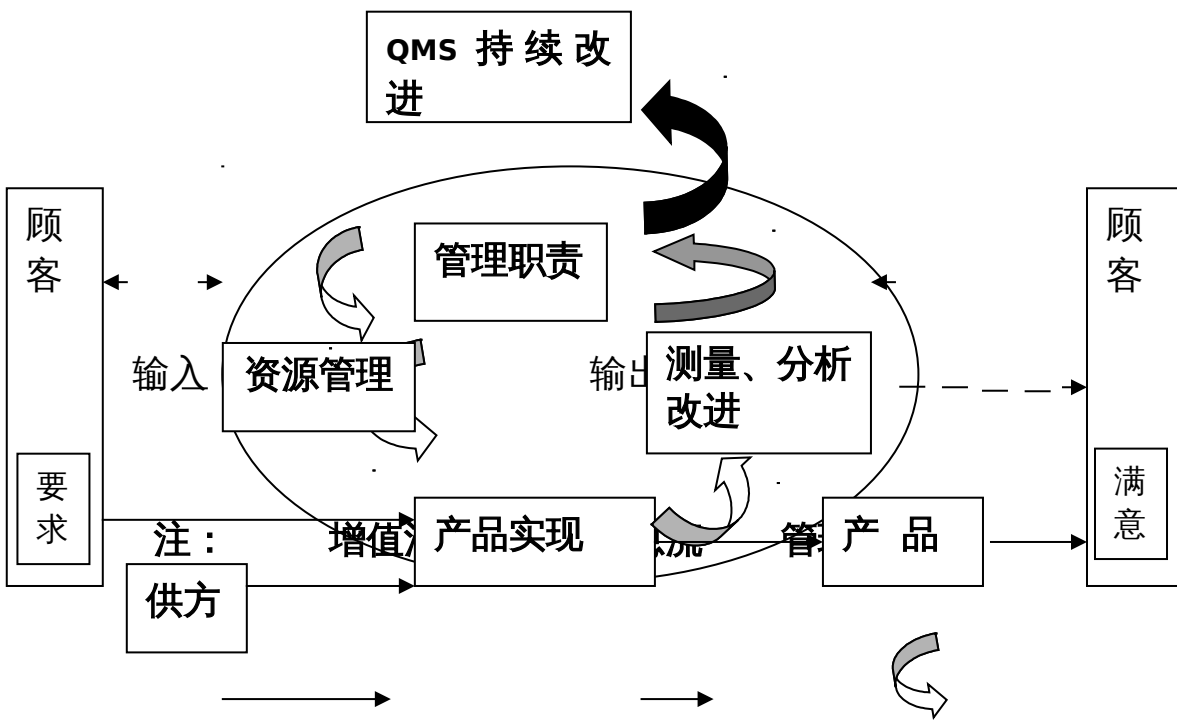 QMS 持 续 改
进
顾
客
管理职责
顾
客
输入
资源管理
输出
测量、分析
改进
要
求
满
意
注：
增值
产品实现
流
产 品
供方